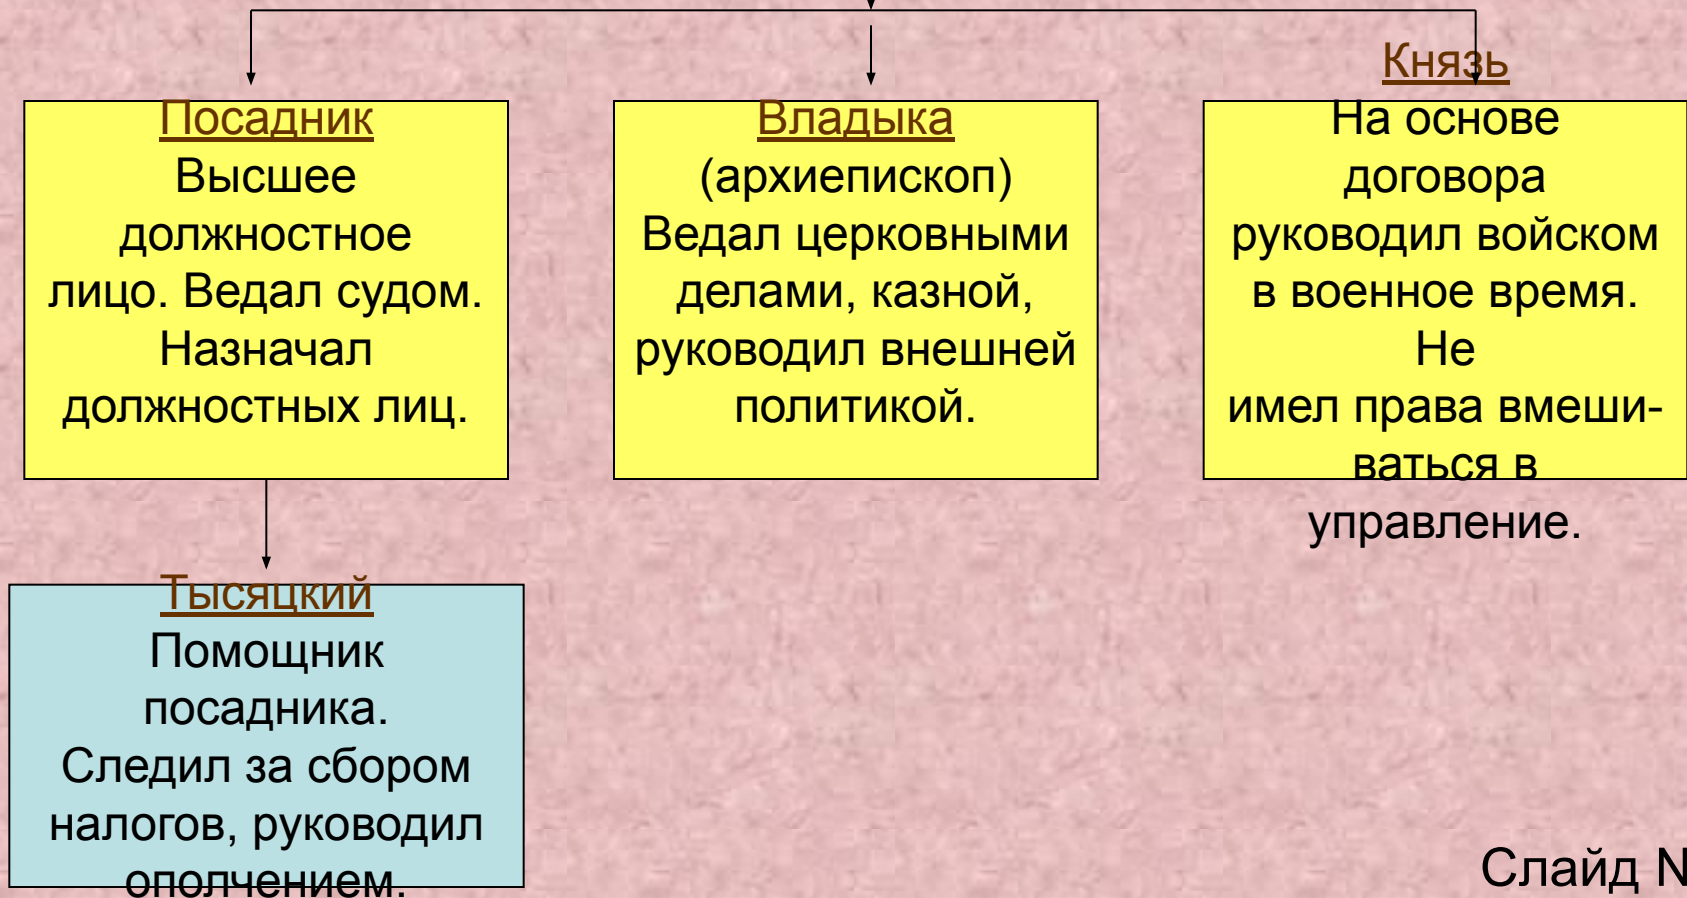 Посадник
Высшее
должностное
лицо. Ведал судом.
Назначал
должностных лиц.
Владыка
(архиепископ)
Ведал церковными
делами, казной,
руководил внешней
политикой.
Князь
На основе
договора
руководил войском
в военное время.
Не
имел права вмеши-
ваться в
управление.
Тысяцкий
Помощник
посадника.
Следил за сбором
налогов, руководил
ополчением.
Слайд N